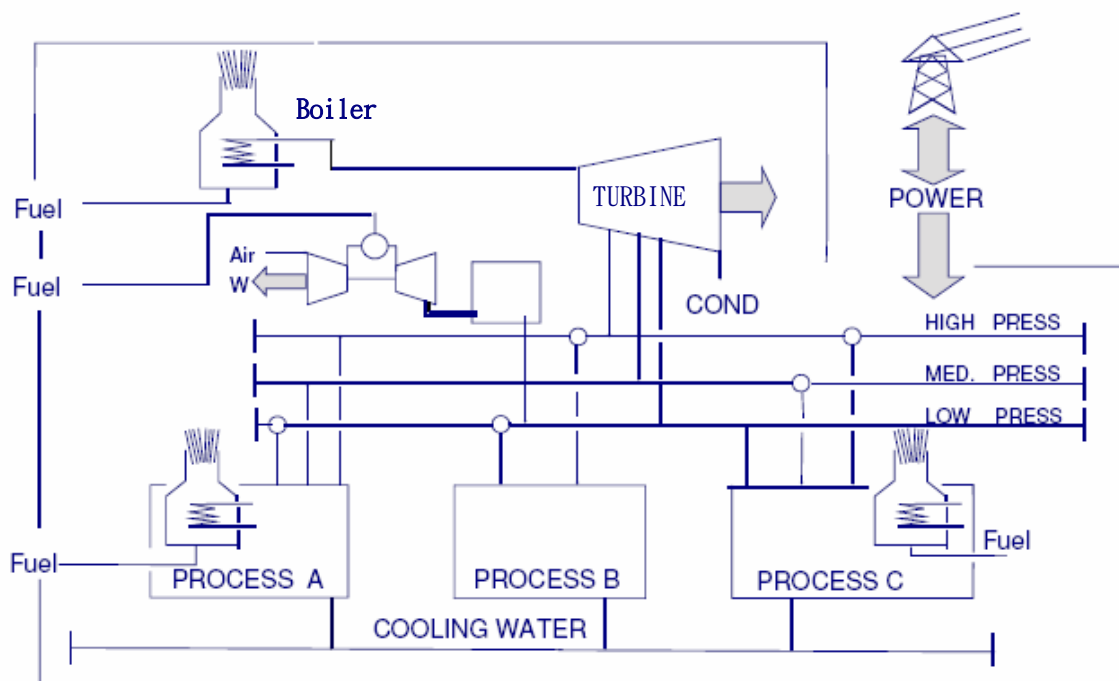 Boiler
TURBINE
POWER
Fuel
Fuel
Air
W
COND
HIGH PRESS
MED. PRESS
LOW PRESS
Fuel
Fuel
PROCESS A
PROCESS B
PROCESS C
COOLING WATER